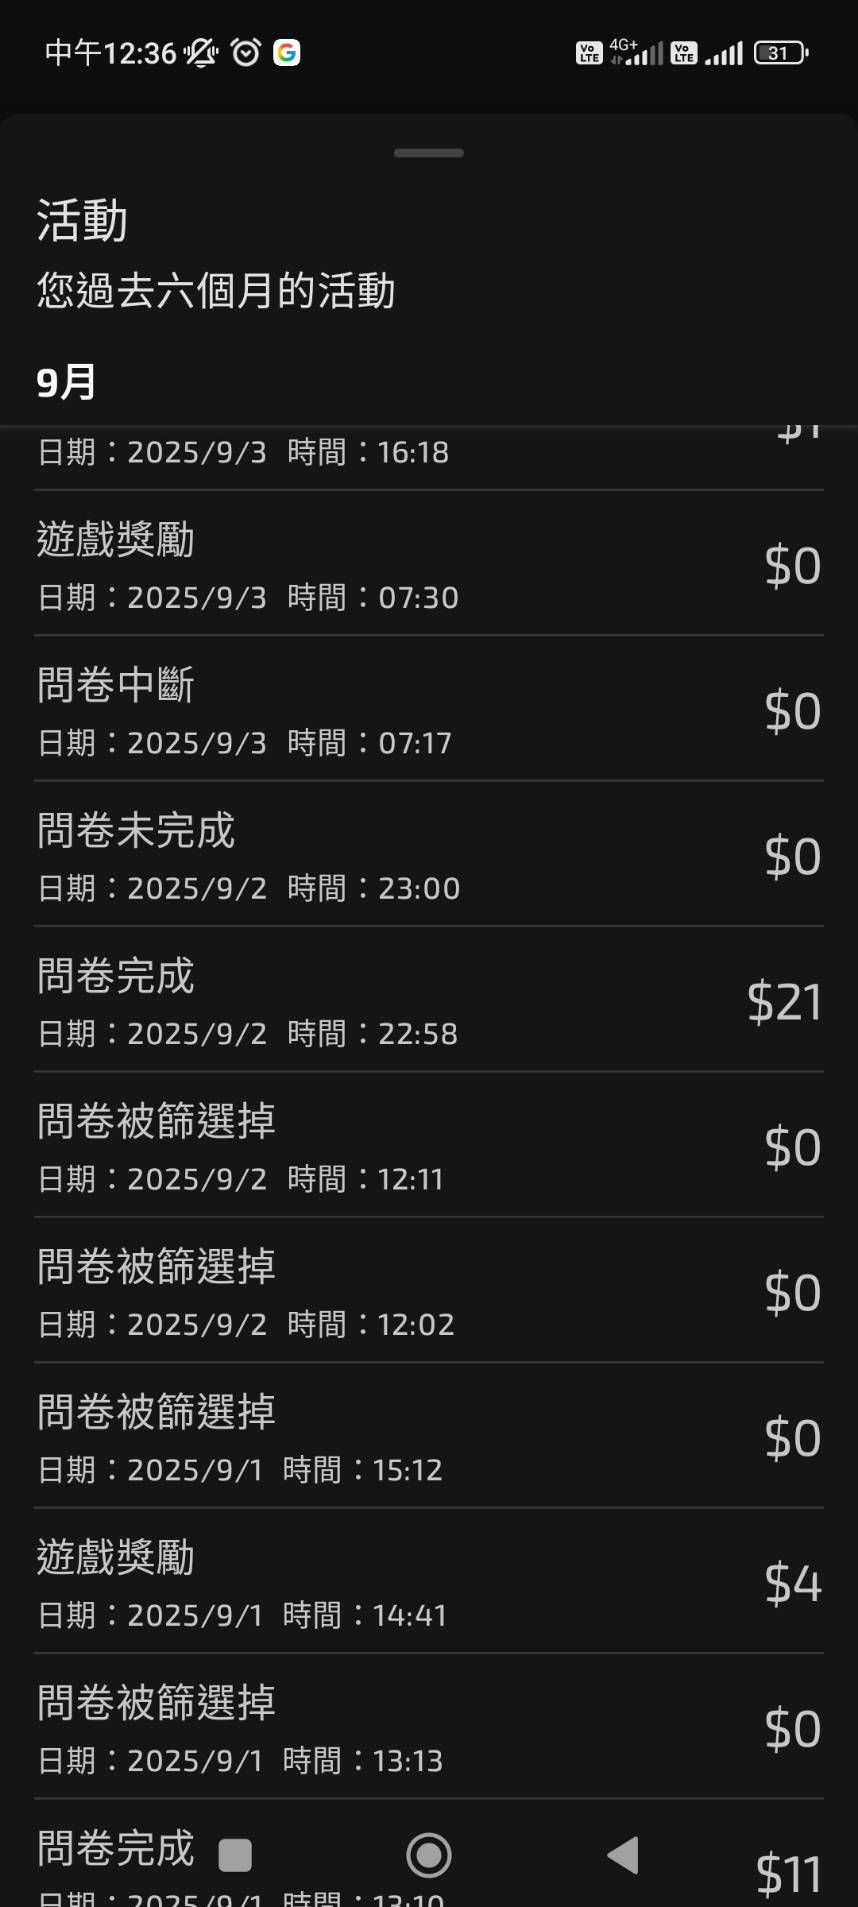 中午12:36
Vo LTE 4G+ Vo LTE 31
活動
您過去六個月的活動
9月
$1
日期：2025/9/3 時間：16:18
遊戲獎勵
$0
日期：2025/9/3 時間：07:30
問卷中斷
$0
日期：2025/9/3 時間：07:17
問卷未完成
$0
日期：2025/9/2 時間：23:00
問卷完成
$21
日期：2025/9/2 時間：22:58
問卷被篩選掉
$0
日期：2025/9/2 時間：12:11
問卷被篩選掉
$0
日期：2025/9/2 時間：12:02
問卷被篩選掉
$0
日期：2025/9/1 時間：15:12
遊戲獎勵
$4
日期：2025/9/1 時間：14:41
問卷被篩選掉
$0
日期：2025/9/1 時間：13:13
問卷完成
$11
日期：2025/9/1 時間：13:10